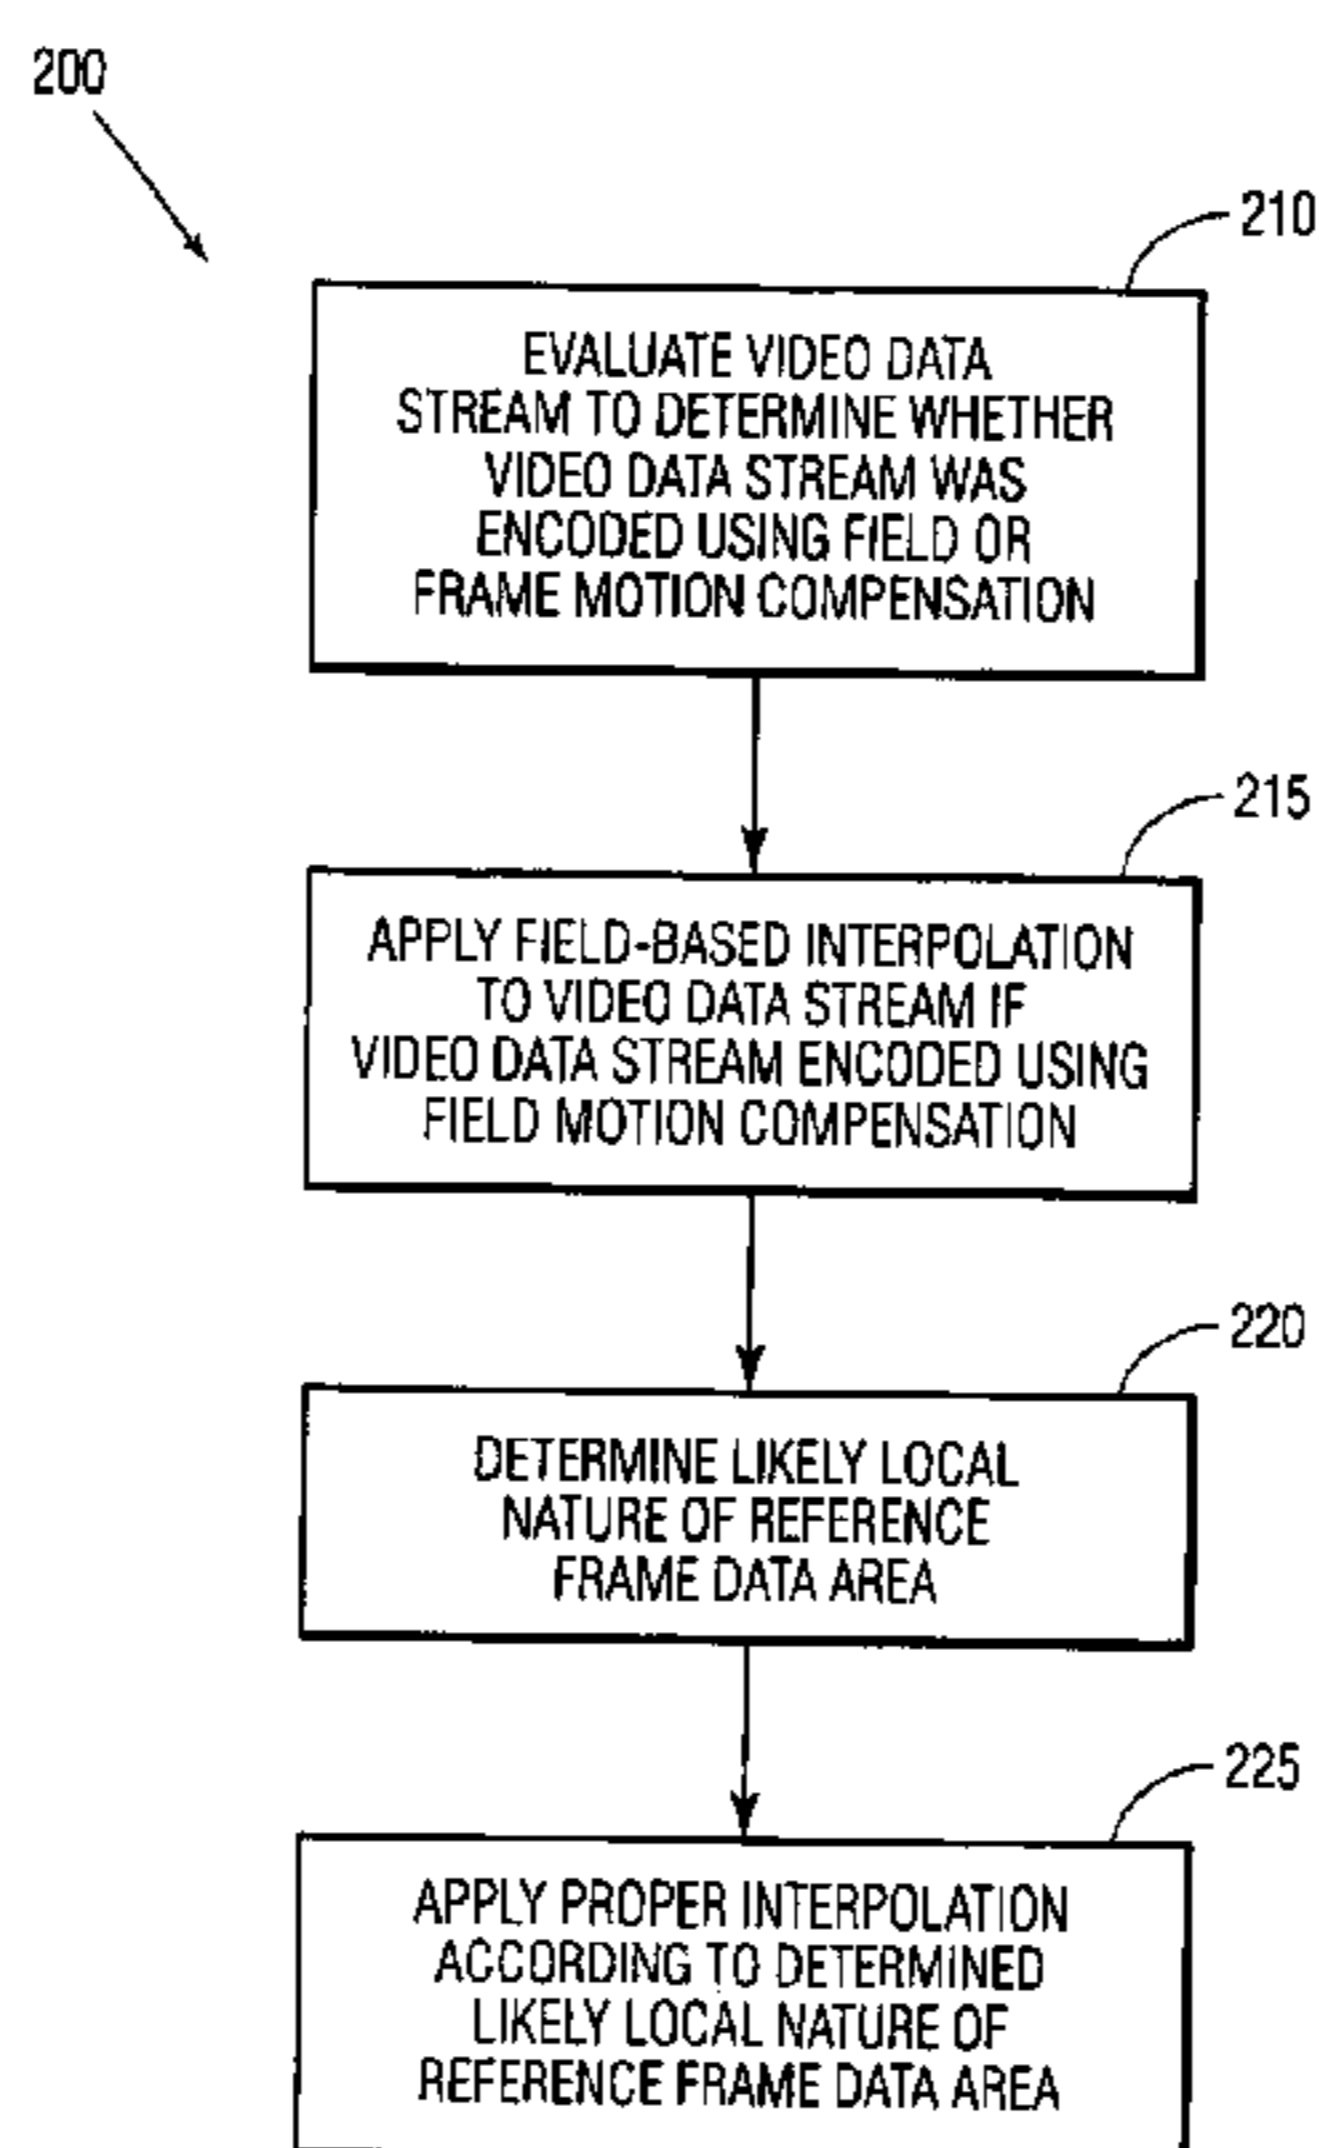 200
210
EVALUATE VIDEO DATA
STREAM TO DETERMINE WHETHER
VIDEO DATA STREAM WAS
ENCODED USING FIELD OR
FRAME MOTION COMPENSATION
215
APPLY FIELD-BASED INTERPOLATION
TO VIDEO DATA STREAM IF
VIDEO DATA STREAM ENCODED USING
FIELD MOTION COMPENSATION
220
DETERMINE LIKELY LOCAL
NATURE OF REFERENCE
FRAME DATA AREA
225
APPLY PROPER INTERPOLATION
ACCORDING TO DETERMINED
LIKELY LOCAL NATURE OF
REFERENCE FRAME DATA AREA